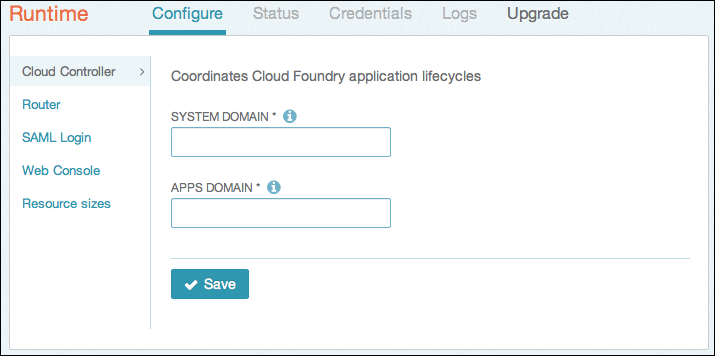 Runtime Configure Status Credentials Logs Upgrade
Cloud Controller
Router
SAML Login
Web Console
Resource sizes
Coordinates Cloud Foundry application lifecycles
SYSTEM DOMAIN *
APPS DOMAIN *
Save